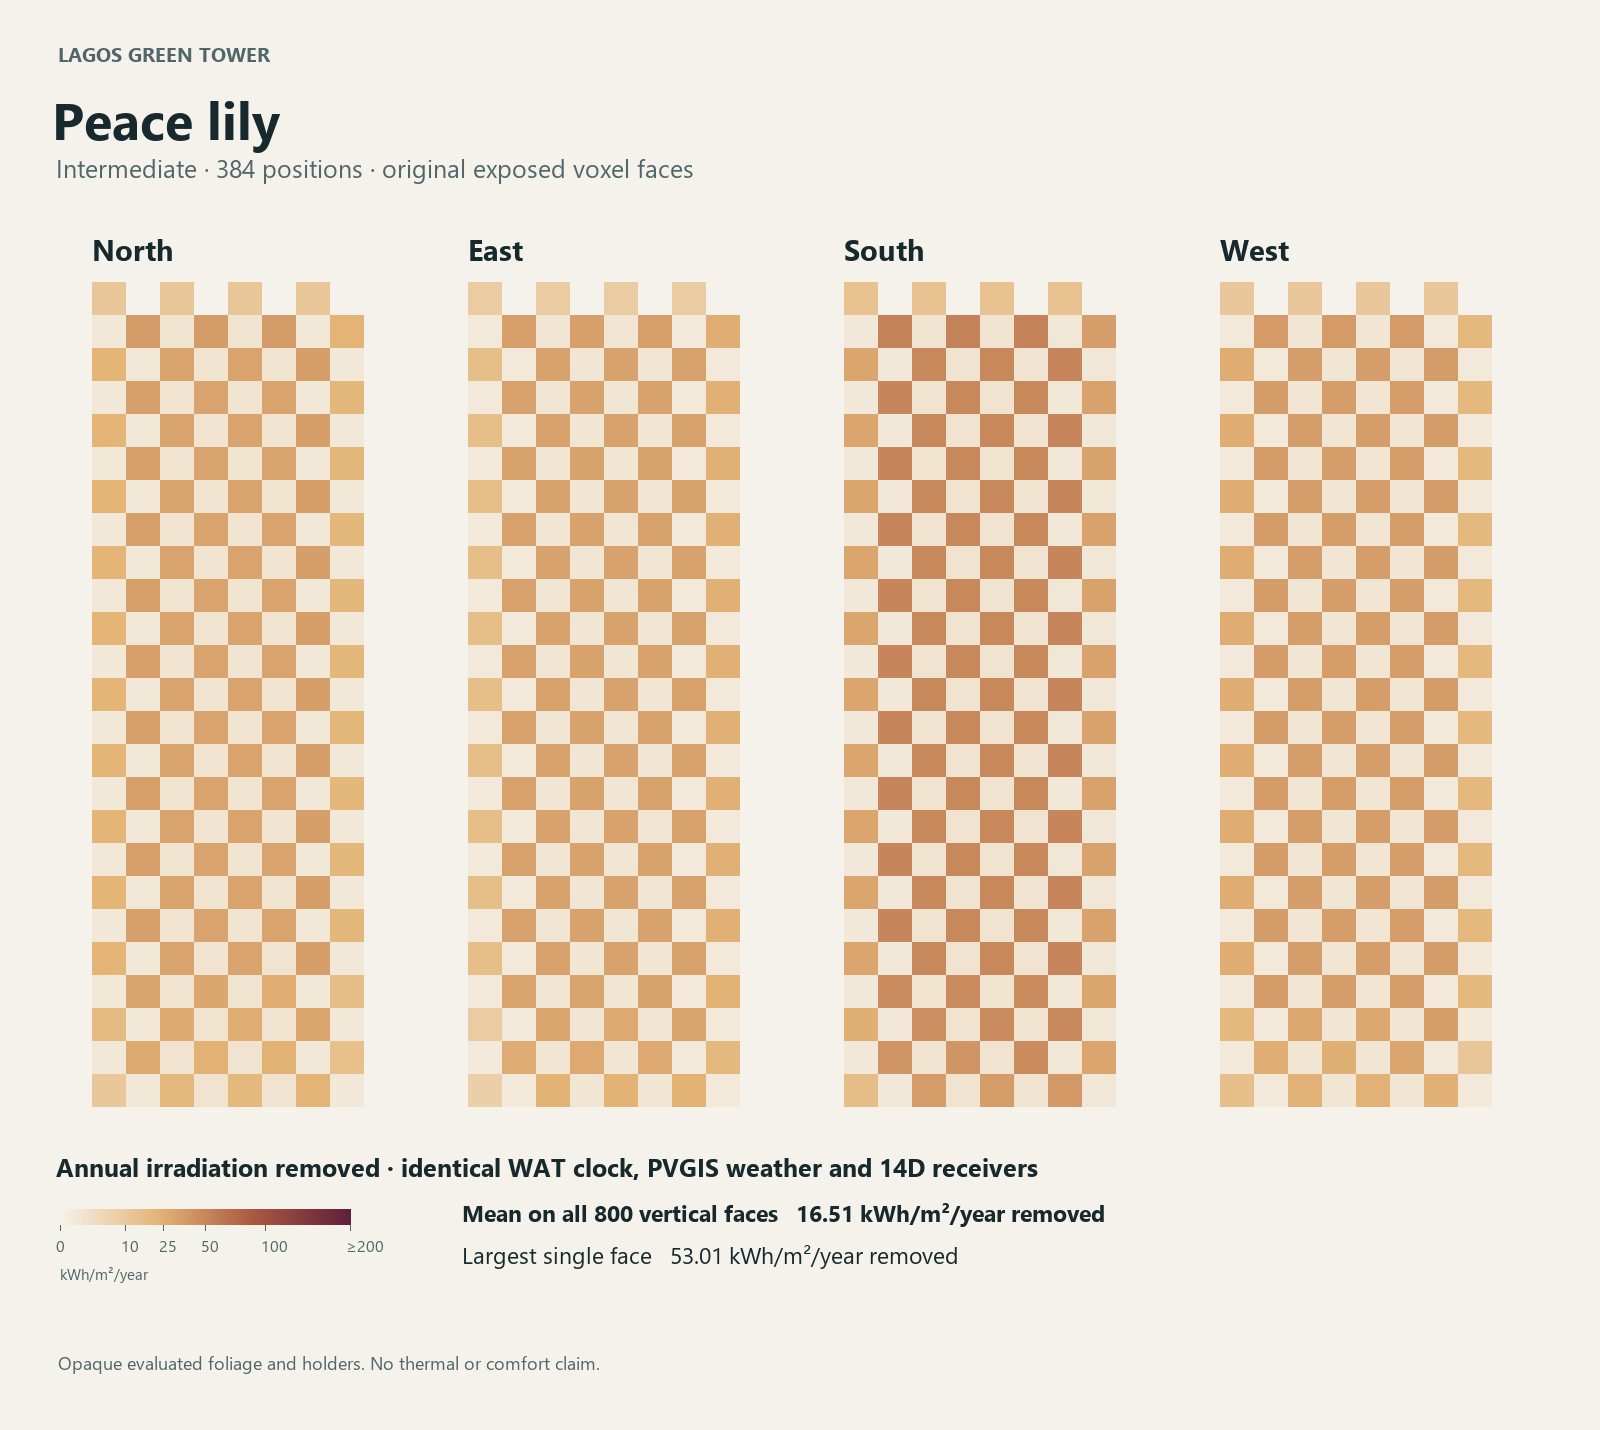 LAGOS GREEN TOWER
Peace lily
Intermediate · 384 positions · original exposed voxel faces
North East South West
Annual irradiation removed · identical WAT clock, PVGIS weather and 14D receivers
Mean on all 800 vertical faces 16.51 kWh/m²/year removed
0 10 25 50 100 ≥200
Largest single face 53.01 kWh/m²/year removed
kWh/m²/year
Opaque evaluated foliage and holders. No thermal or comfort claim.